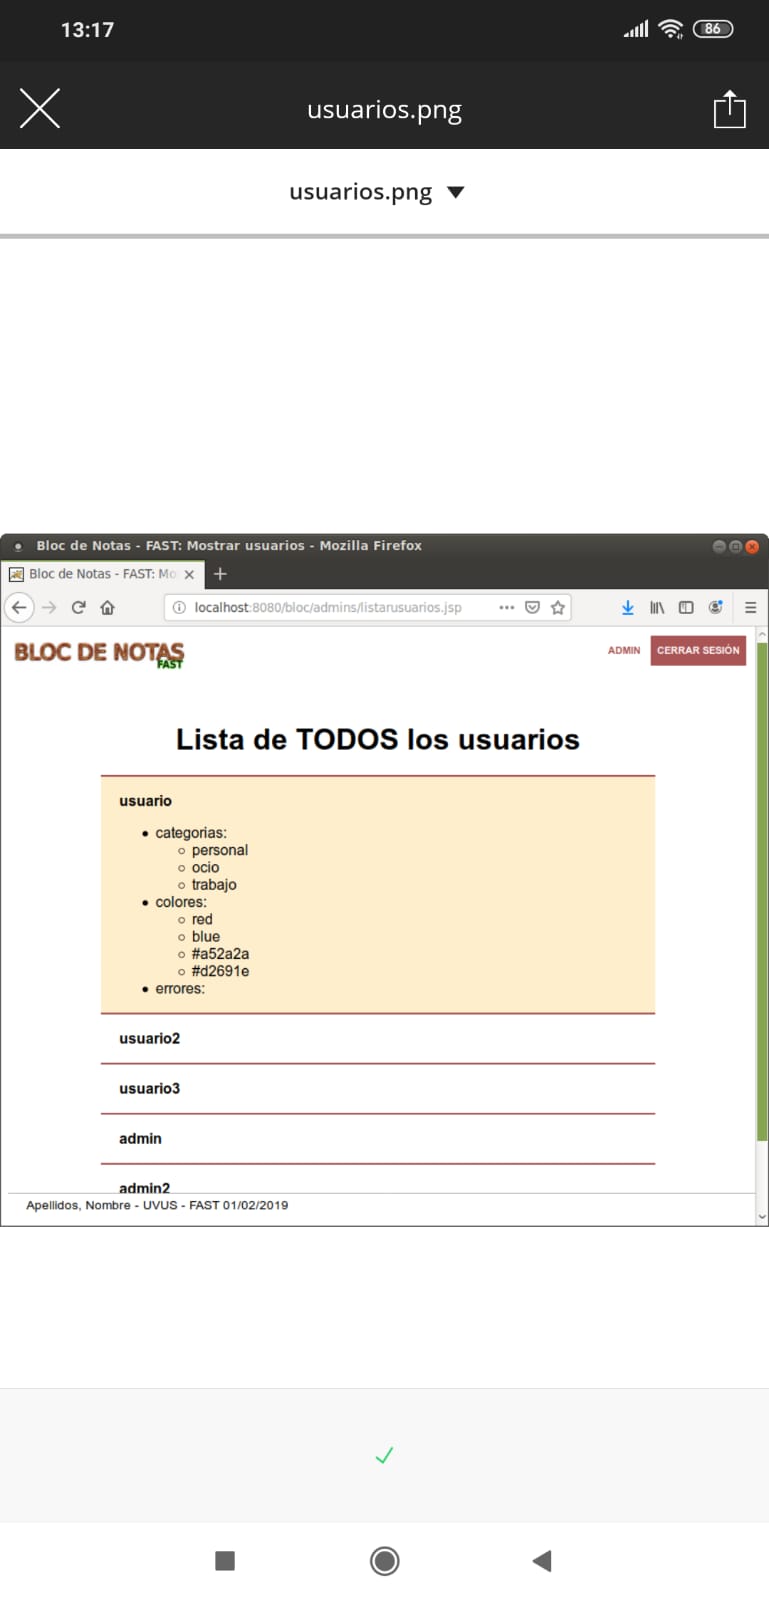 13:17
86
usuarios.png
usuarios.png
Bloc de Notas - FAST: Mostrar usuarios - Mozilla Firefox
Bloc de Notas - FAST: Mo
localhost:8080/bloc/admins/listarusuarios.jsp
BLOC DE NOTAS
FAST
ADMIN
CERRAR SESIÓN
Lista de TODOS los usuarios
usuario
categorias:
personal
ocio
trabajo
colores:
red
blue
#a52a2a
#d2691e
errores:
usuario2
usuario3
admin
admin2
Apellidos, Nombre - UVUS - FAST 01/02/2019